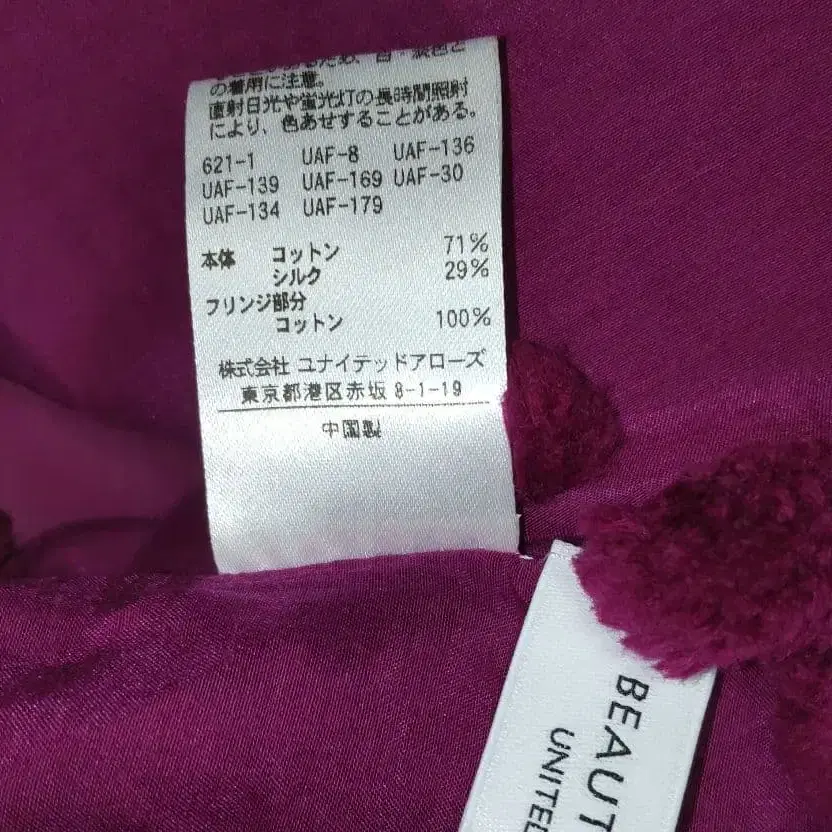 の着用に注意。
直射日光や蛍光灯の長時間照射
により、色あせすることがある。
621-1 UAF-8 UAF-136
UAF-139 UAF-169 UAF-30
UAF-134 UAF-179
本体 コットン 71%
シルク 29%
フリンジ部分
コットン 100%
株式会社 ユナイテッドアローズ
東京都港区赤坂 8-1-19
中国製
BEAUT
UNITED